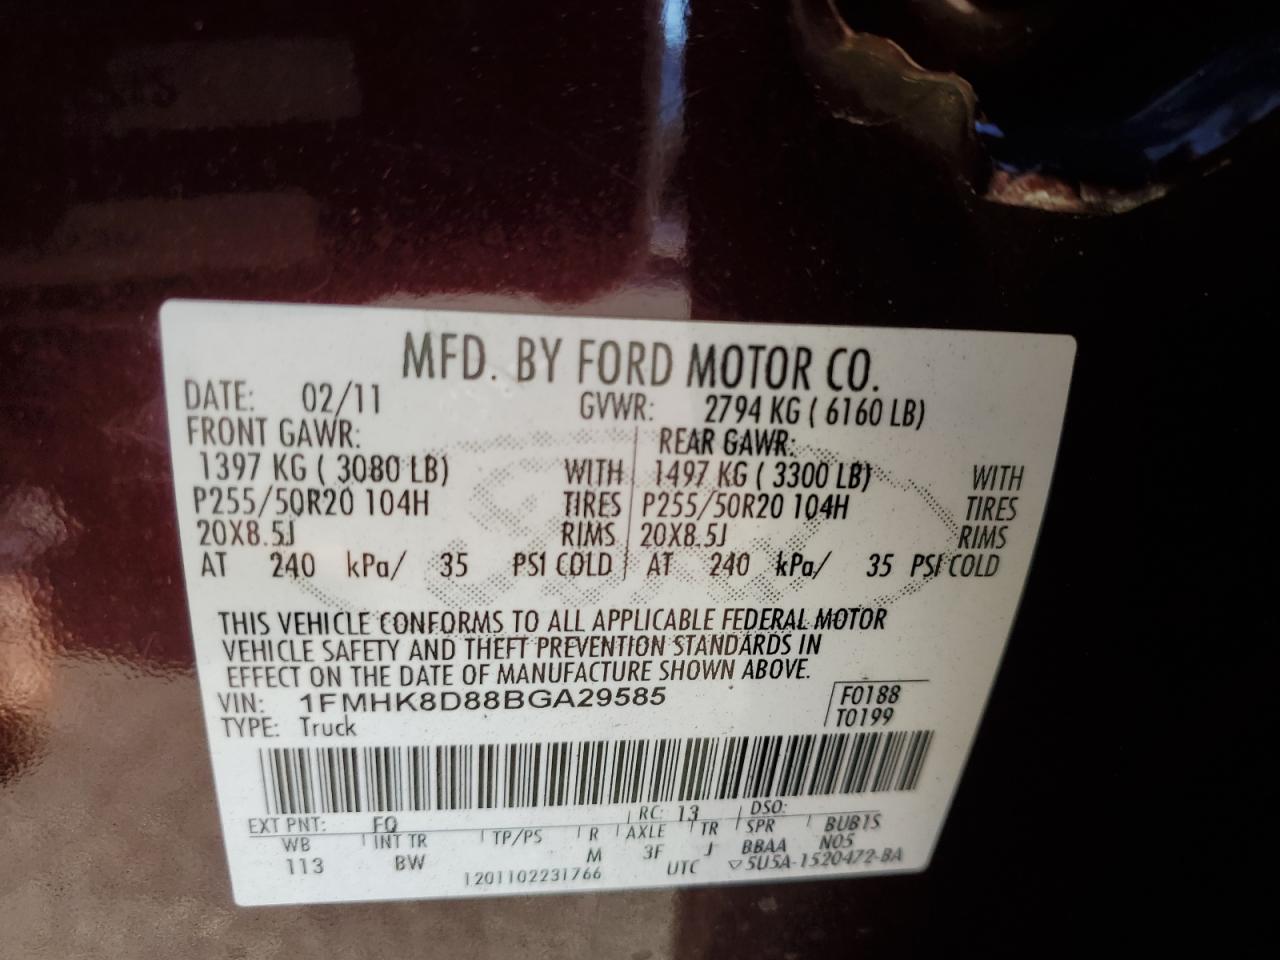 MFD. BY FORD MOTOR CO.
DATE: 02/11 GVWR: 2794 KG ( 6160 LB)
FRONT GAWR: REAR GAWR:
1397 KG ( 3080 LB) WITH 1497 KG ( 3300 LB) WITH
P255/50R20 104H TIRES P255/50R20 104H TIRES
20X8.5J RIMS 20X8.5J RIMS
AT 240 kPa/ 35 PSI COLD AT 240 kPa/ 35 PSI COLD
THIS VEHICLE CONFORMS TO ALL APPLICABLE FEDERAL MOTOR
VEHICLE SAFETY AND THEFT PREVENTION STANDARDS IN
EFFECT ON THE DATE OF MANUFACTURE SHOWN ABOVE.
VIN: 1FMHK8D88BGA29585 F0188
TYPE: Truck T0199
EXT PNT: FQ RC: 13 DSO:
WB INT TR TP/PS R AXLE TR SPR BUB1S
113 BW M 3F J BBAA N05
1201102231766 UTC ▽5U5A-1520472-BA